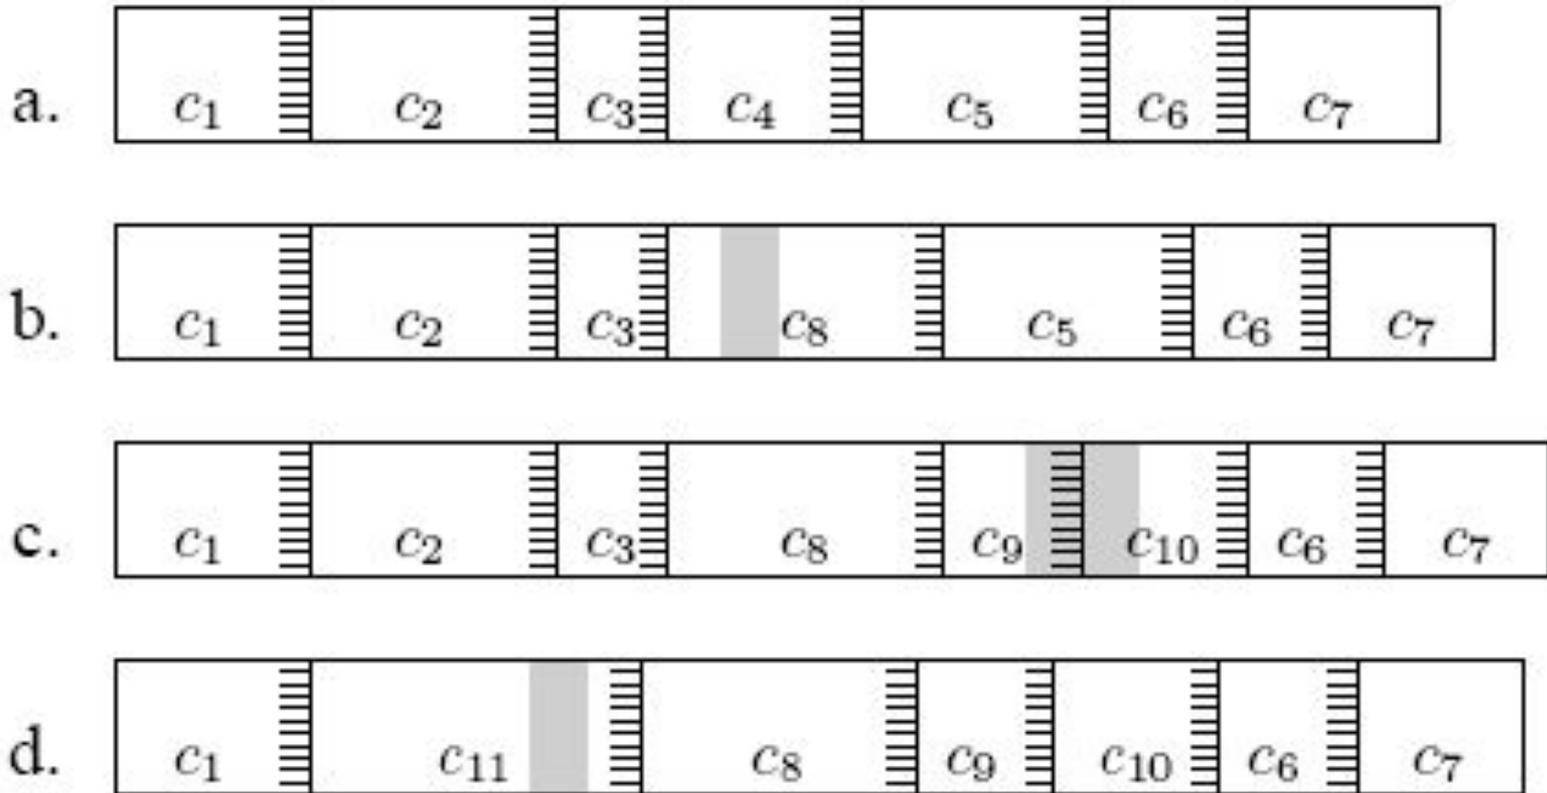 a. c₁ c₂ c₃ c₄ c₅ c₆ c₇
b. c₁ c₂ c₃ c₈ c₅ c₆ c₇
c. c₁ c₂ c₃ c₈ c₉ c₁₀ c₆ c₇
d. c₁ c₁₁ c₈ c₉ c₁₀ c₆ c₇